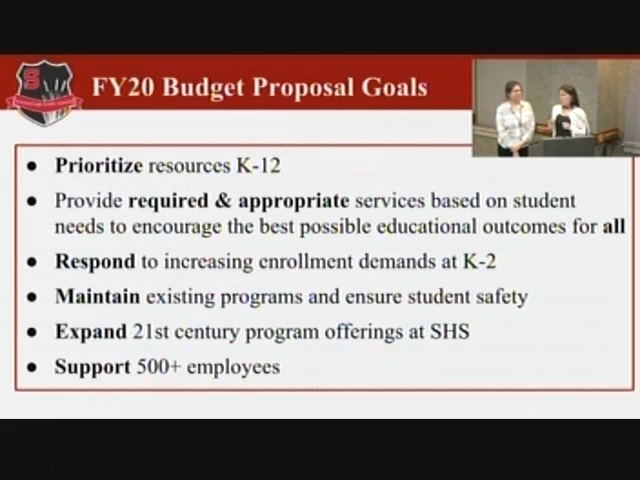 FY20 Budget Proposal Goals
● Prioritize resources K-12
● Provide required & appropriate services based on student
needs to encourage the best possible educational outcomes for all
● Respond to increasing enrollment demands at K-2
● Maintain existing programs and ensure student safety
● Expand 21st century program offerings at SHS
● Support 500+ employees